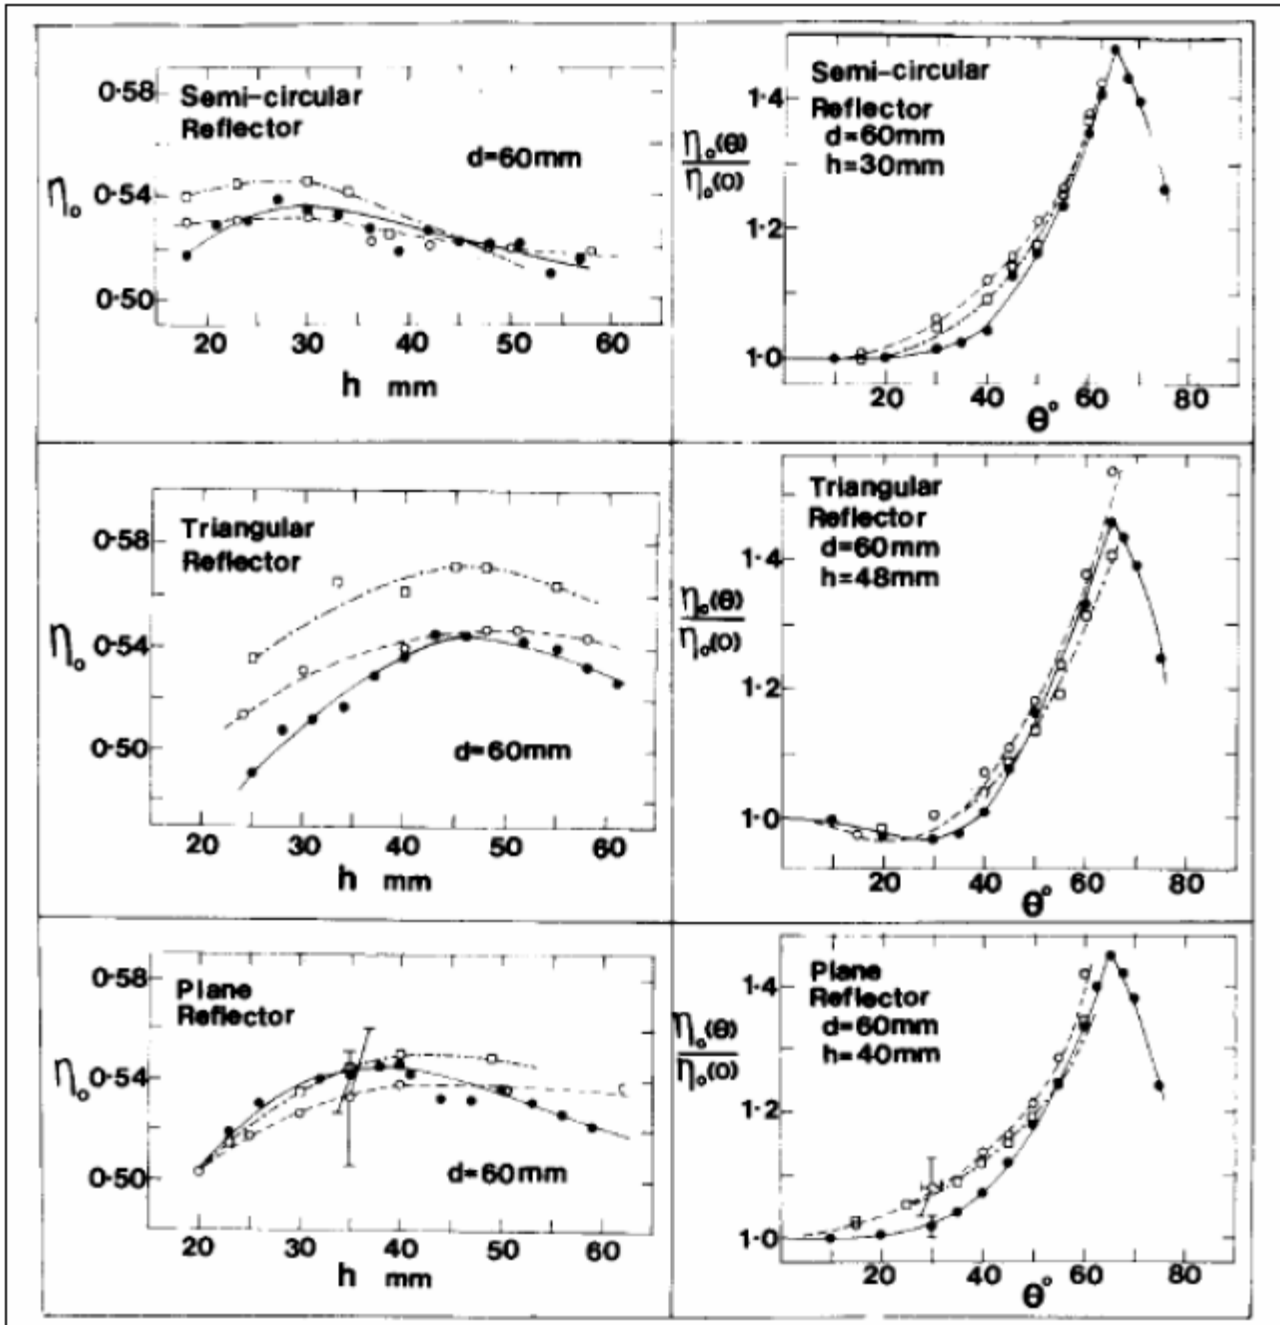 0·58
0·54
0·50
Semi-circular
Reflector
d=60mm
η₀
20 30 40 50 60
h mm
1·4
1·2
1·0
Semi-circular
Reflector
d=60mm
h=30mm
η₀(θ)
η₀(0)
20 40 60 80
θ°
0·58
0·54
0·50
Triangular
Reflector
d=60mm
η₀
20 30 40 50 60
h mm
1·4
1·2
1·0
Triangular
Reflector
d=60mm
h=48mm
η₀(θ)
η₀(0)
20 40 60 80
θ°
0·58
0·54
0·50
Plane
Reflector
d=60mm
η₀
20 30 40 50 60
h mm
1·4
1·2
1·0
Plane
Reflector
d=60mm
h=40mm
η₀(θ)
η₀(0)
20 40 60 80
θ°